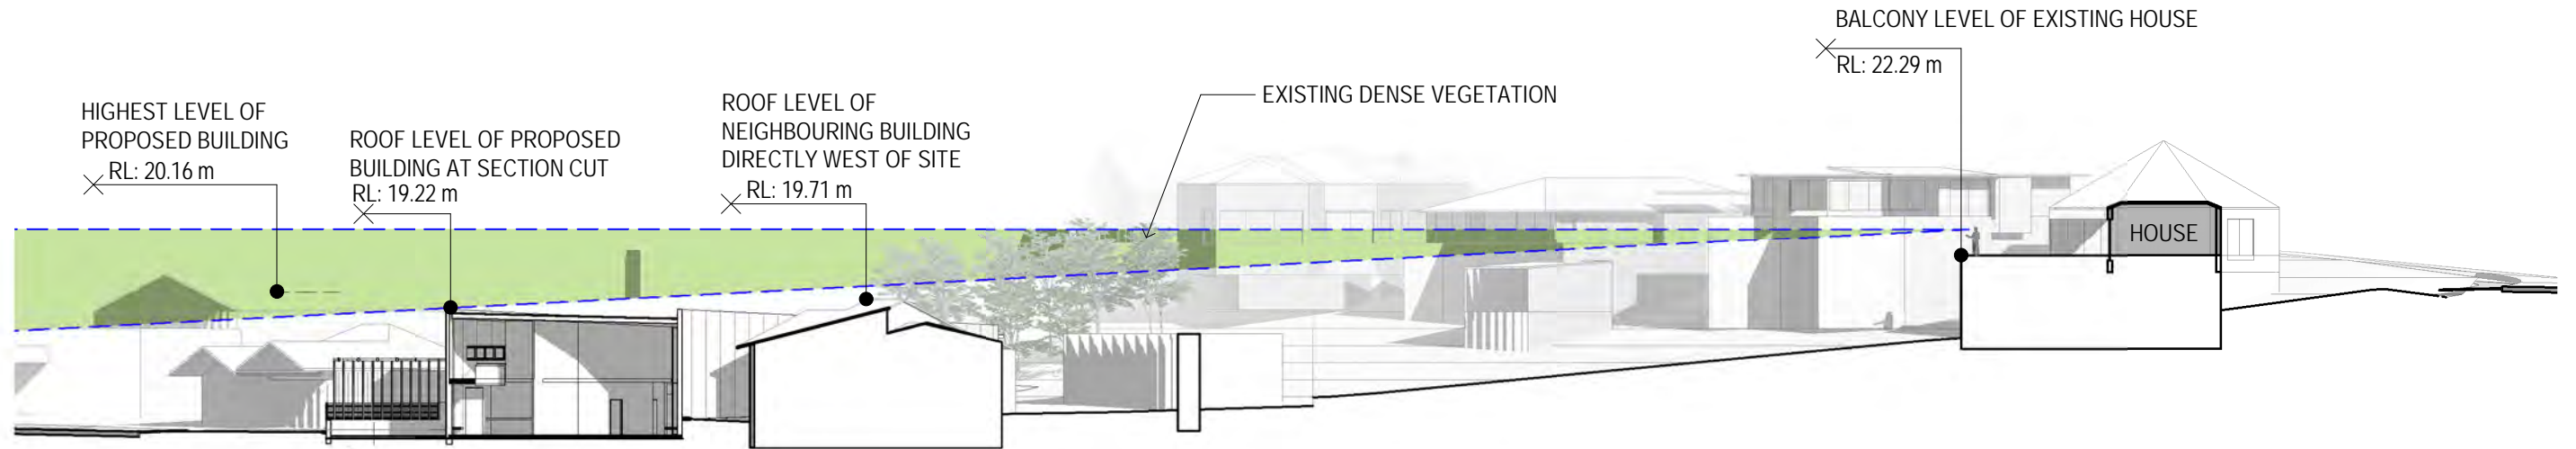 BALCONY LEVEL OF EXISTING HOUSE
RL: 22.29 m
HIGHEST LEVEL OF
PROPOSED BUILDING
RL: 20.16 m
ROOF LEVEL OF PROPOSED
BUILDING AT SECTION CUT
RL: 19.22 m
ROOF LEVEL OF
NEIGHBOURING BUILDING
DIRECTLY WEST OF SITE
RL: 19.71 m
EXISTING DENSE VEGETATION
HOUSE